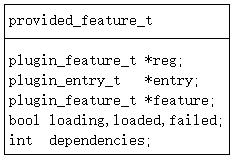 provided_feature_t
plugin_feature_t *reg;
plugin_entry_t *entry;
plugin_feature_t *feature;
bool loading,loaded,failed;
int dependencies;